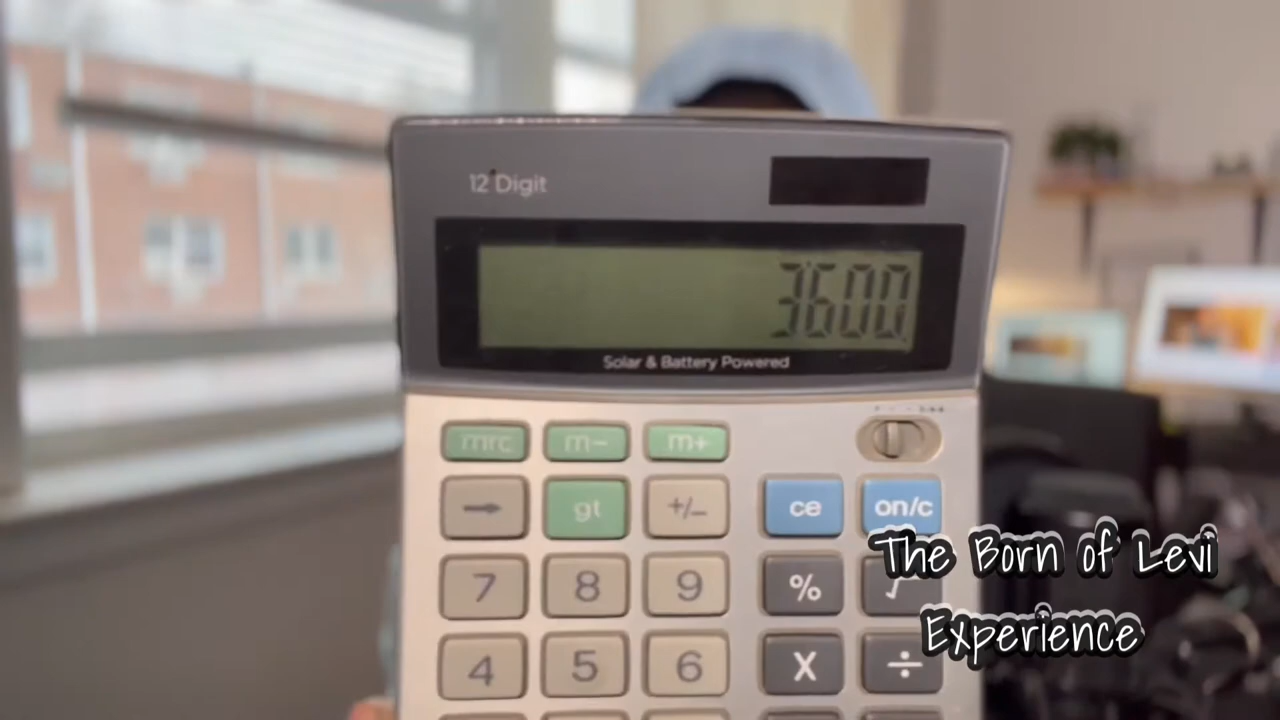 12 Digit
3600.
Solar & Battery Powered
mrc m- m+
→ gt +/- ce on/c
7 8 9 % √
4 5 6 X ÷
The Born of Levi
Experience